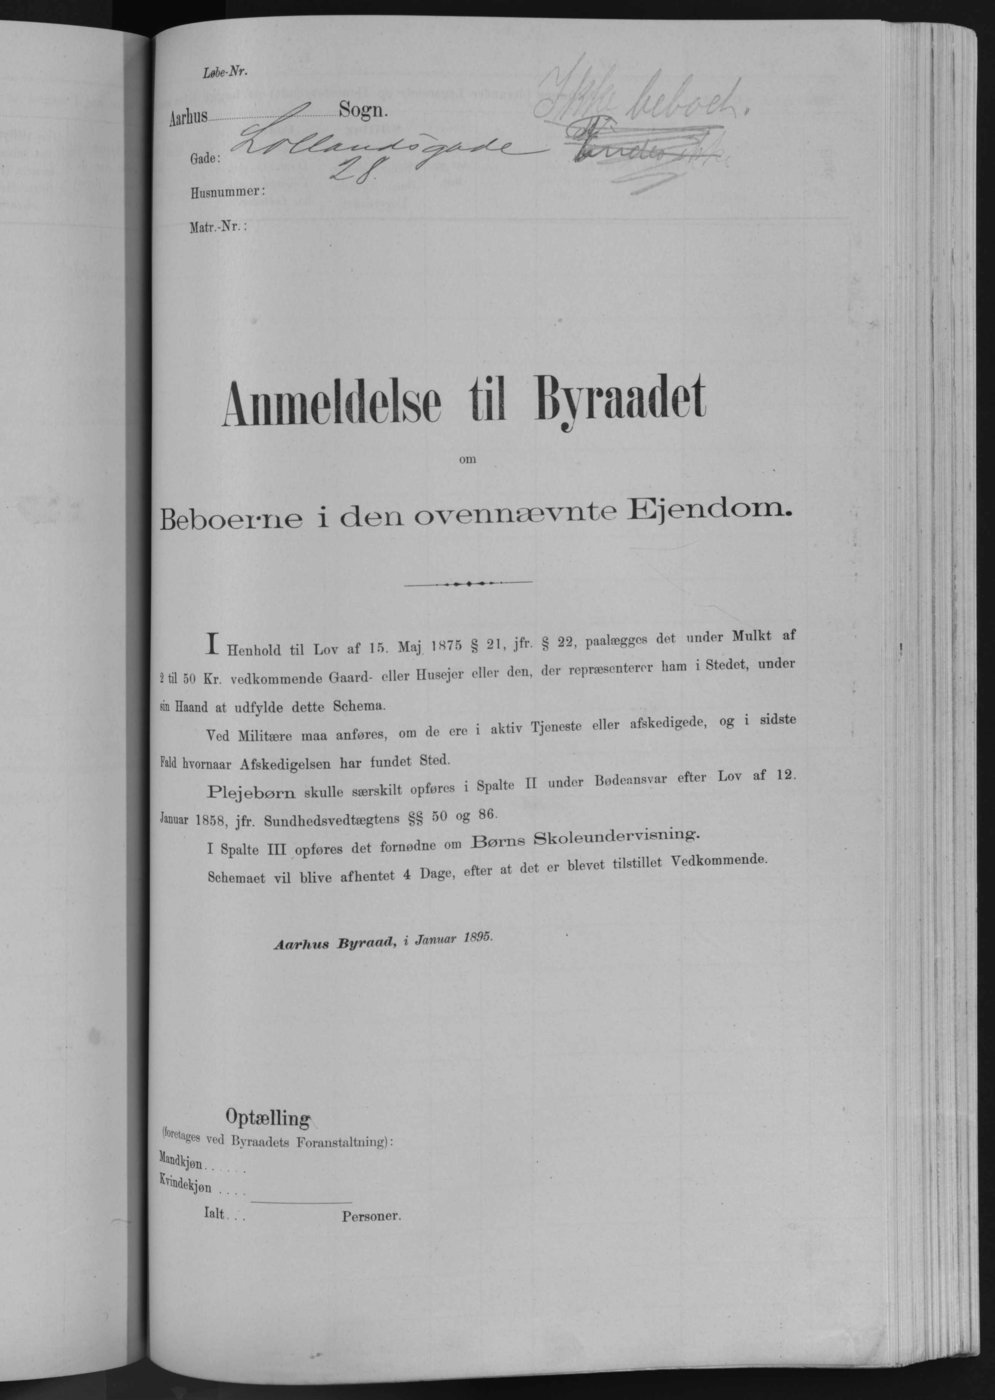 Løbe-Nr.
Aarhus Sogn.
Ikke beboet.
Gade: Lollandsgade
28.
Husnummer:
Matr.-Nr.:
Anmeldelse til Byraadet
om
Beboerne i den ovennævnte Ejendom.
I Henhold til Lov af 15. Maj 1875 § 21, jfr. § 22, paalægges det under Mulkt af
2 til 50 Kr. vedkommende Gaard- eller Husejer eller den, der repræsenterer ham i Stedet, under
sin Haand at udfylde dette Schema.
Ved Militære maa anføres, om de ere i aktiv Tjeneste eller afskedigede, og i sidste
Fald hvornaar Afskedigelsen har fundet Sted.
Plejebørn skulle særskilt opføres i Spalte II under Bødeansvar efter Lov af 12.
Januar 1858, jfr. Sundhedsvedtægtens §§ 50 og 86.
I Spalte III opføres det fornødne om Børns Skoleundervisning.
Schemaet vil blive afhentet 4 Dage, efter at det er blevet tilstillet Vedkommende.
Aarhus Byraad, i Januar 1895.
Optælling
(foretages ved Byraadets Foranstaltning):
Mandkjøn......
Kvindekjøn ....
Ialt... Personer.